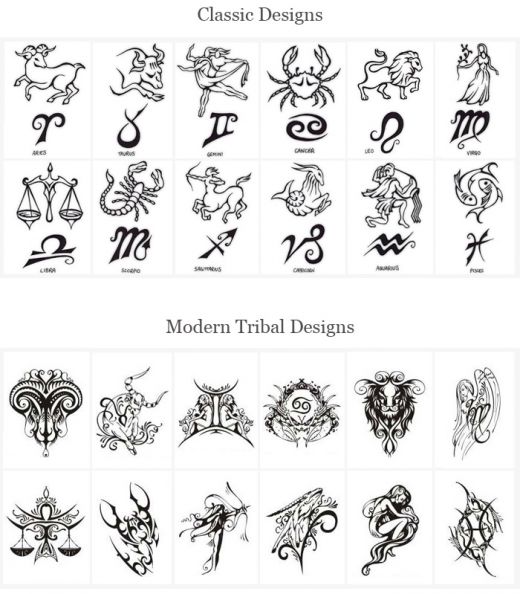 Classic Designs
ARIES TAURUS GEMINI CANCER LEO VIRGO
LIBRA SCORPIO SAGITTARIUS CAPRICORN AQUARIUS PISCES
Modern Tribal Designs